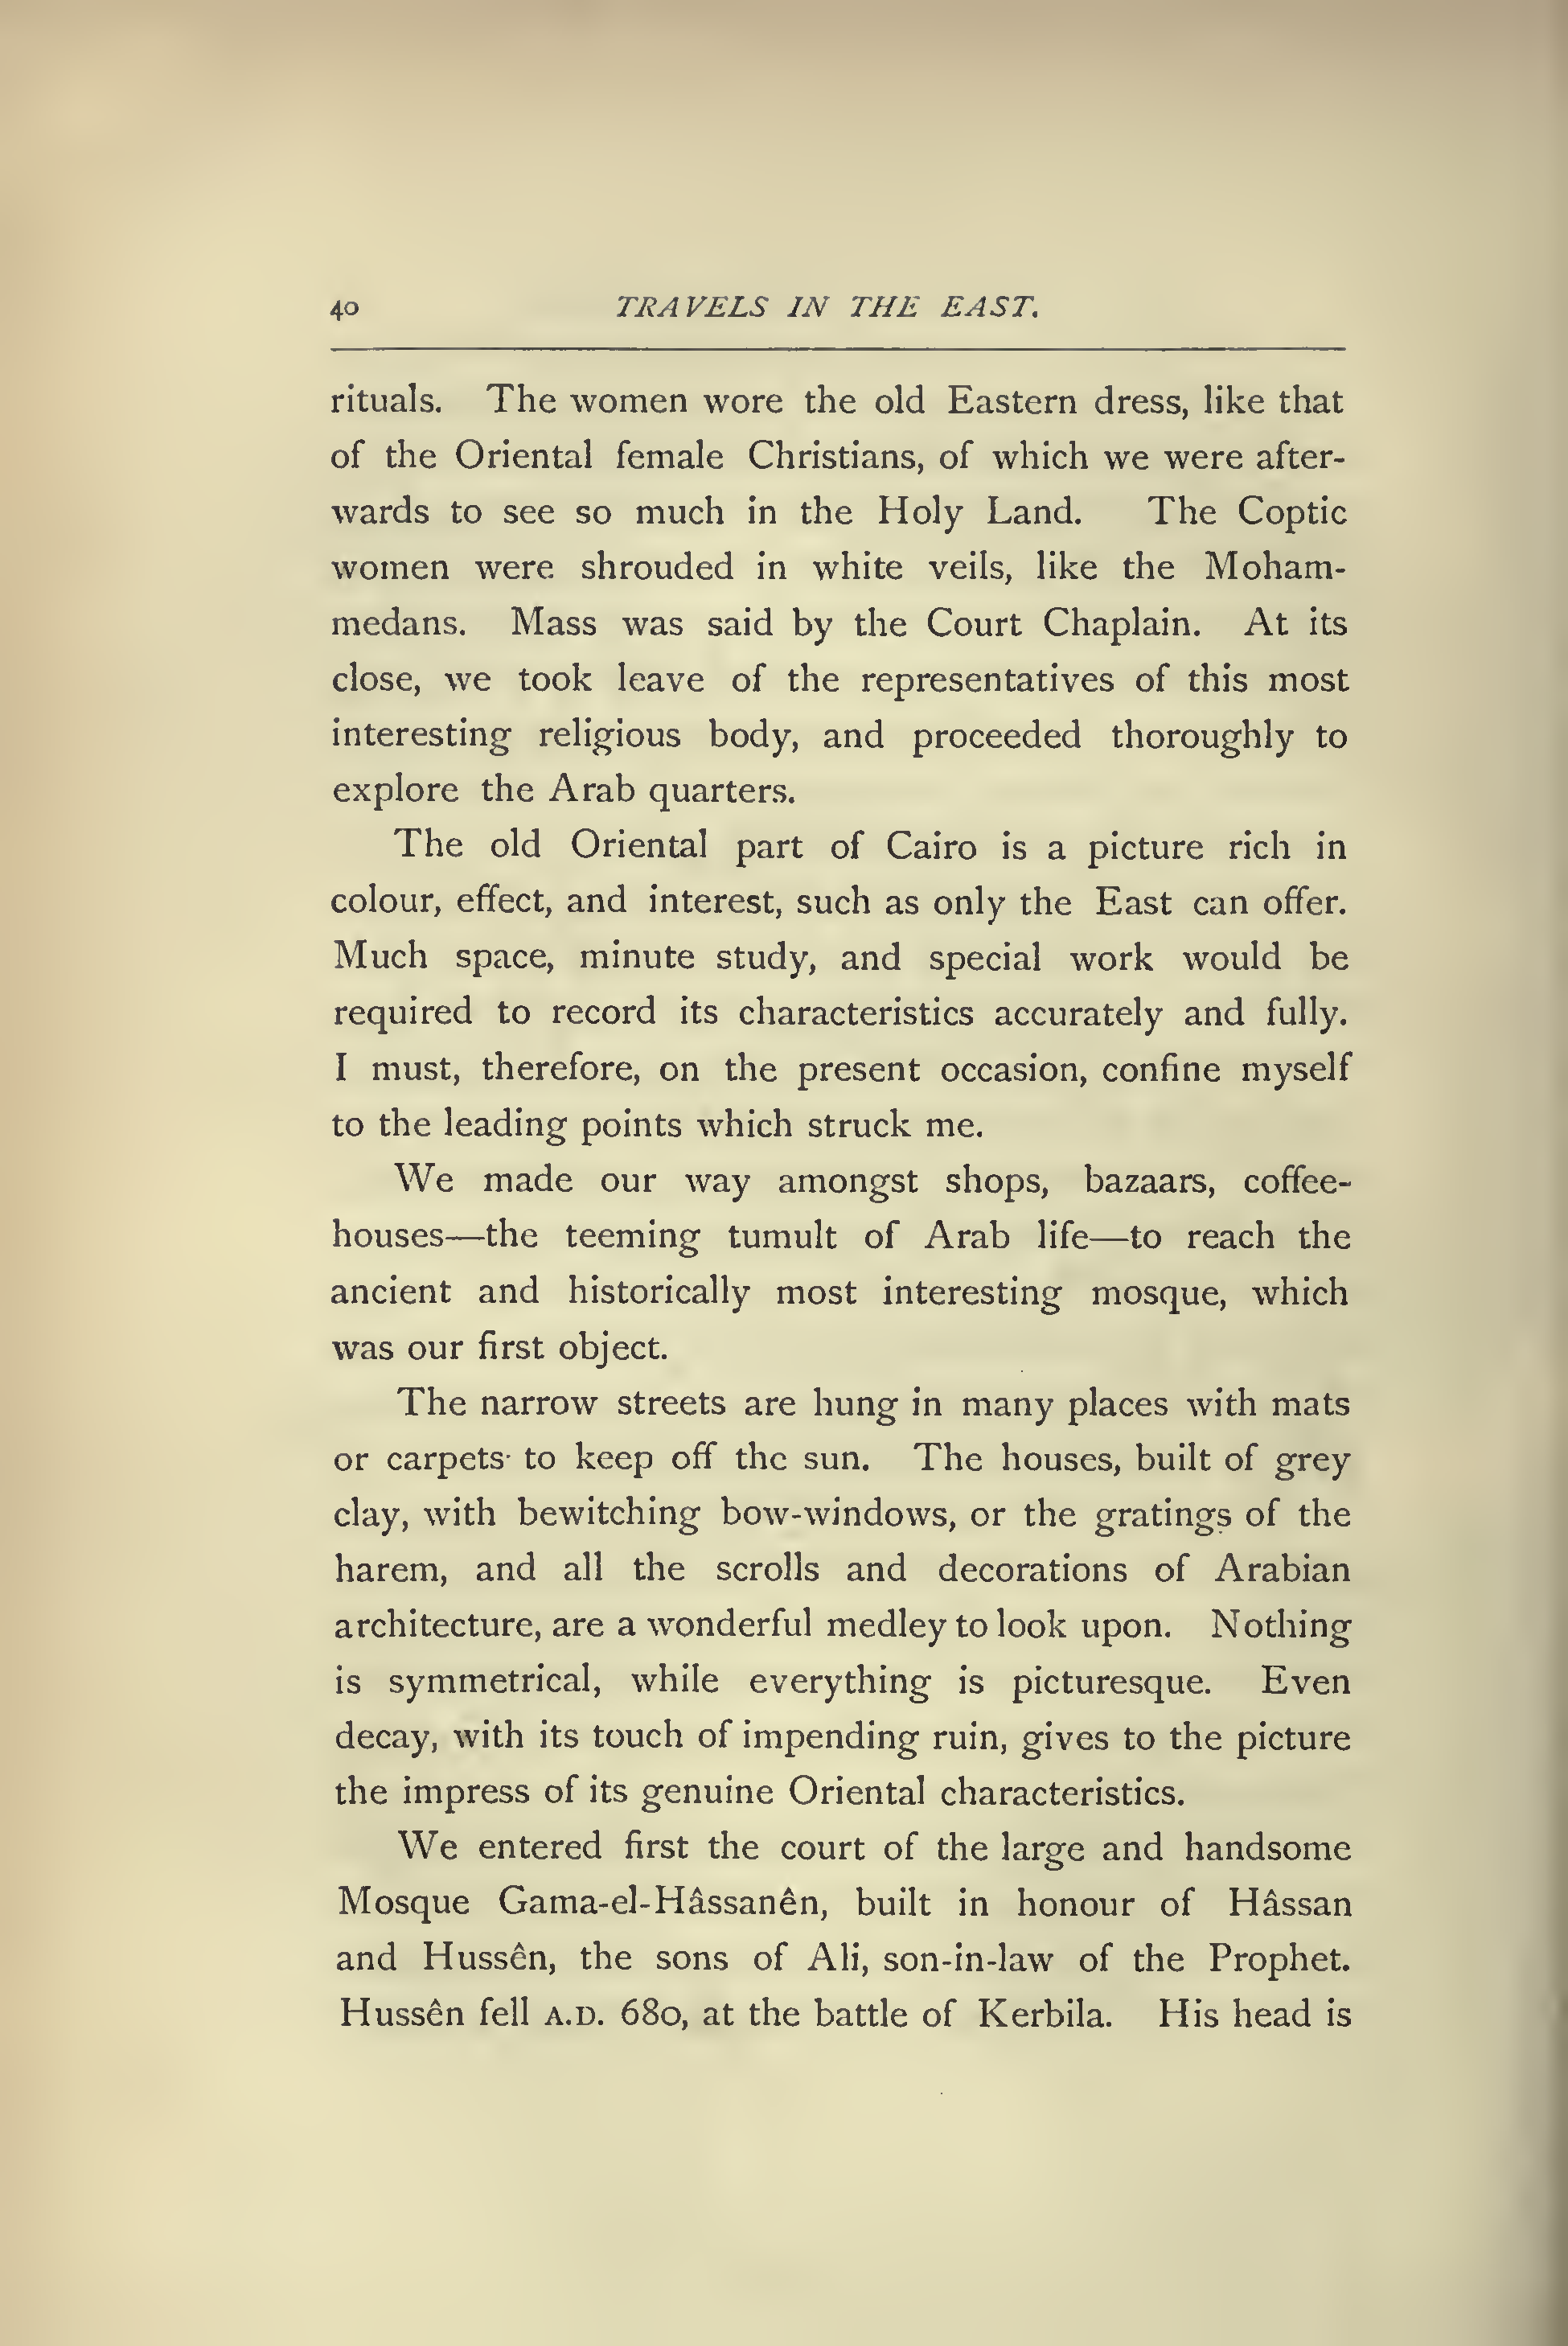 40 TRAVELS IN THE EAST.
rituals. The women wore the old Eastern dress, like that
of the Oriental female Christians, of which we were after-
wards to see so much in the Holy Land. The Coptic
women were shrouded in white veils, like the Moham-
medans. Mass was said by the Court Chaplain. At its
close, we took leave of the representatives of this most
interesting religious body, and proceeded thoroughly to
explore the Arab quarters.
The old Oriental part of Cairo is a picture rich in
colour, effect, and interest, such as only the East can offer.
Much space, minute study, and special work would be
required to record its characteristics accurately and fully.
I must, therefore, on the present occasion, confine myself
to the leading points which struck me.
We made our way amongst shops, bazaars, coffee-
houses—the teeming tumult of Arab life—to reach the
ancient and historically most interesting mosque, which
was our first object.
The narrow streets are hung in many places with mats
or carpets to keep off the sun. The houses, built of grey
clay, with bewitching bow-windows, or the gratings of the
harem, and all the scrolls and decorations of Arabian
architecture, are a wonderful medley to look upon. Nothing
is symmetrical, while everything is picturesque. Even
decay, with its touch of impending ruin, gives to the picture
the impress of its genuine Oriental characteristics.
We entered first the court of the large and handsome
Mosque Gama-el-Hâssanên, built in honour of Hâssan
and Hussên, the sons of Ali, son-in-law of the Prophet.
Hussên fell A.D. 680, at the battle of Kerbila. His head is